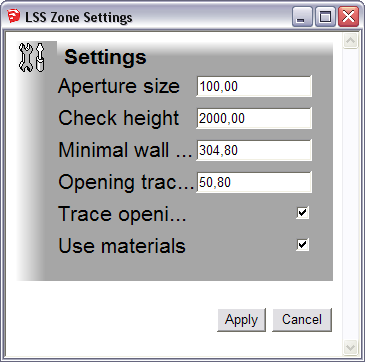 LSS Zone Settings
Settings
Aperture size 100,00
Check height 2000,00
Minimal wall ... 304,80
Opening trac... 50,80
Trace openi...
Use materials
Apply Cancel